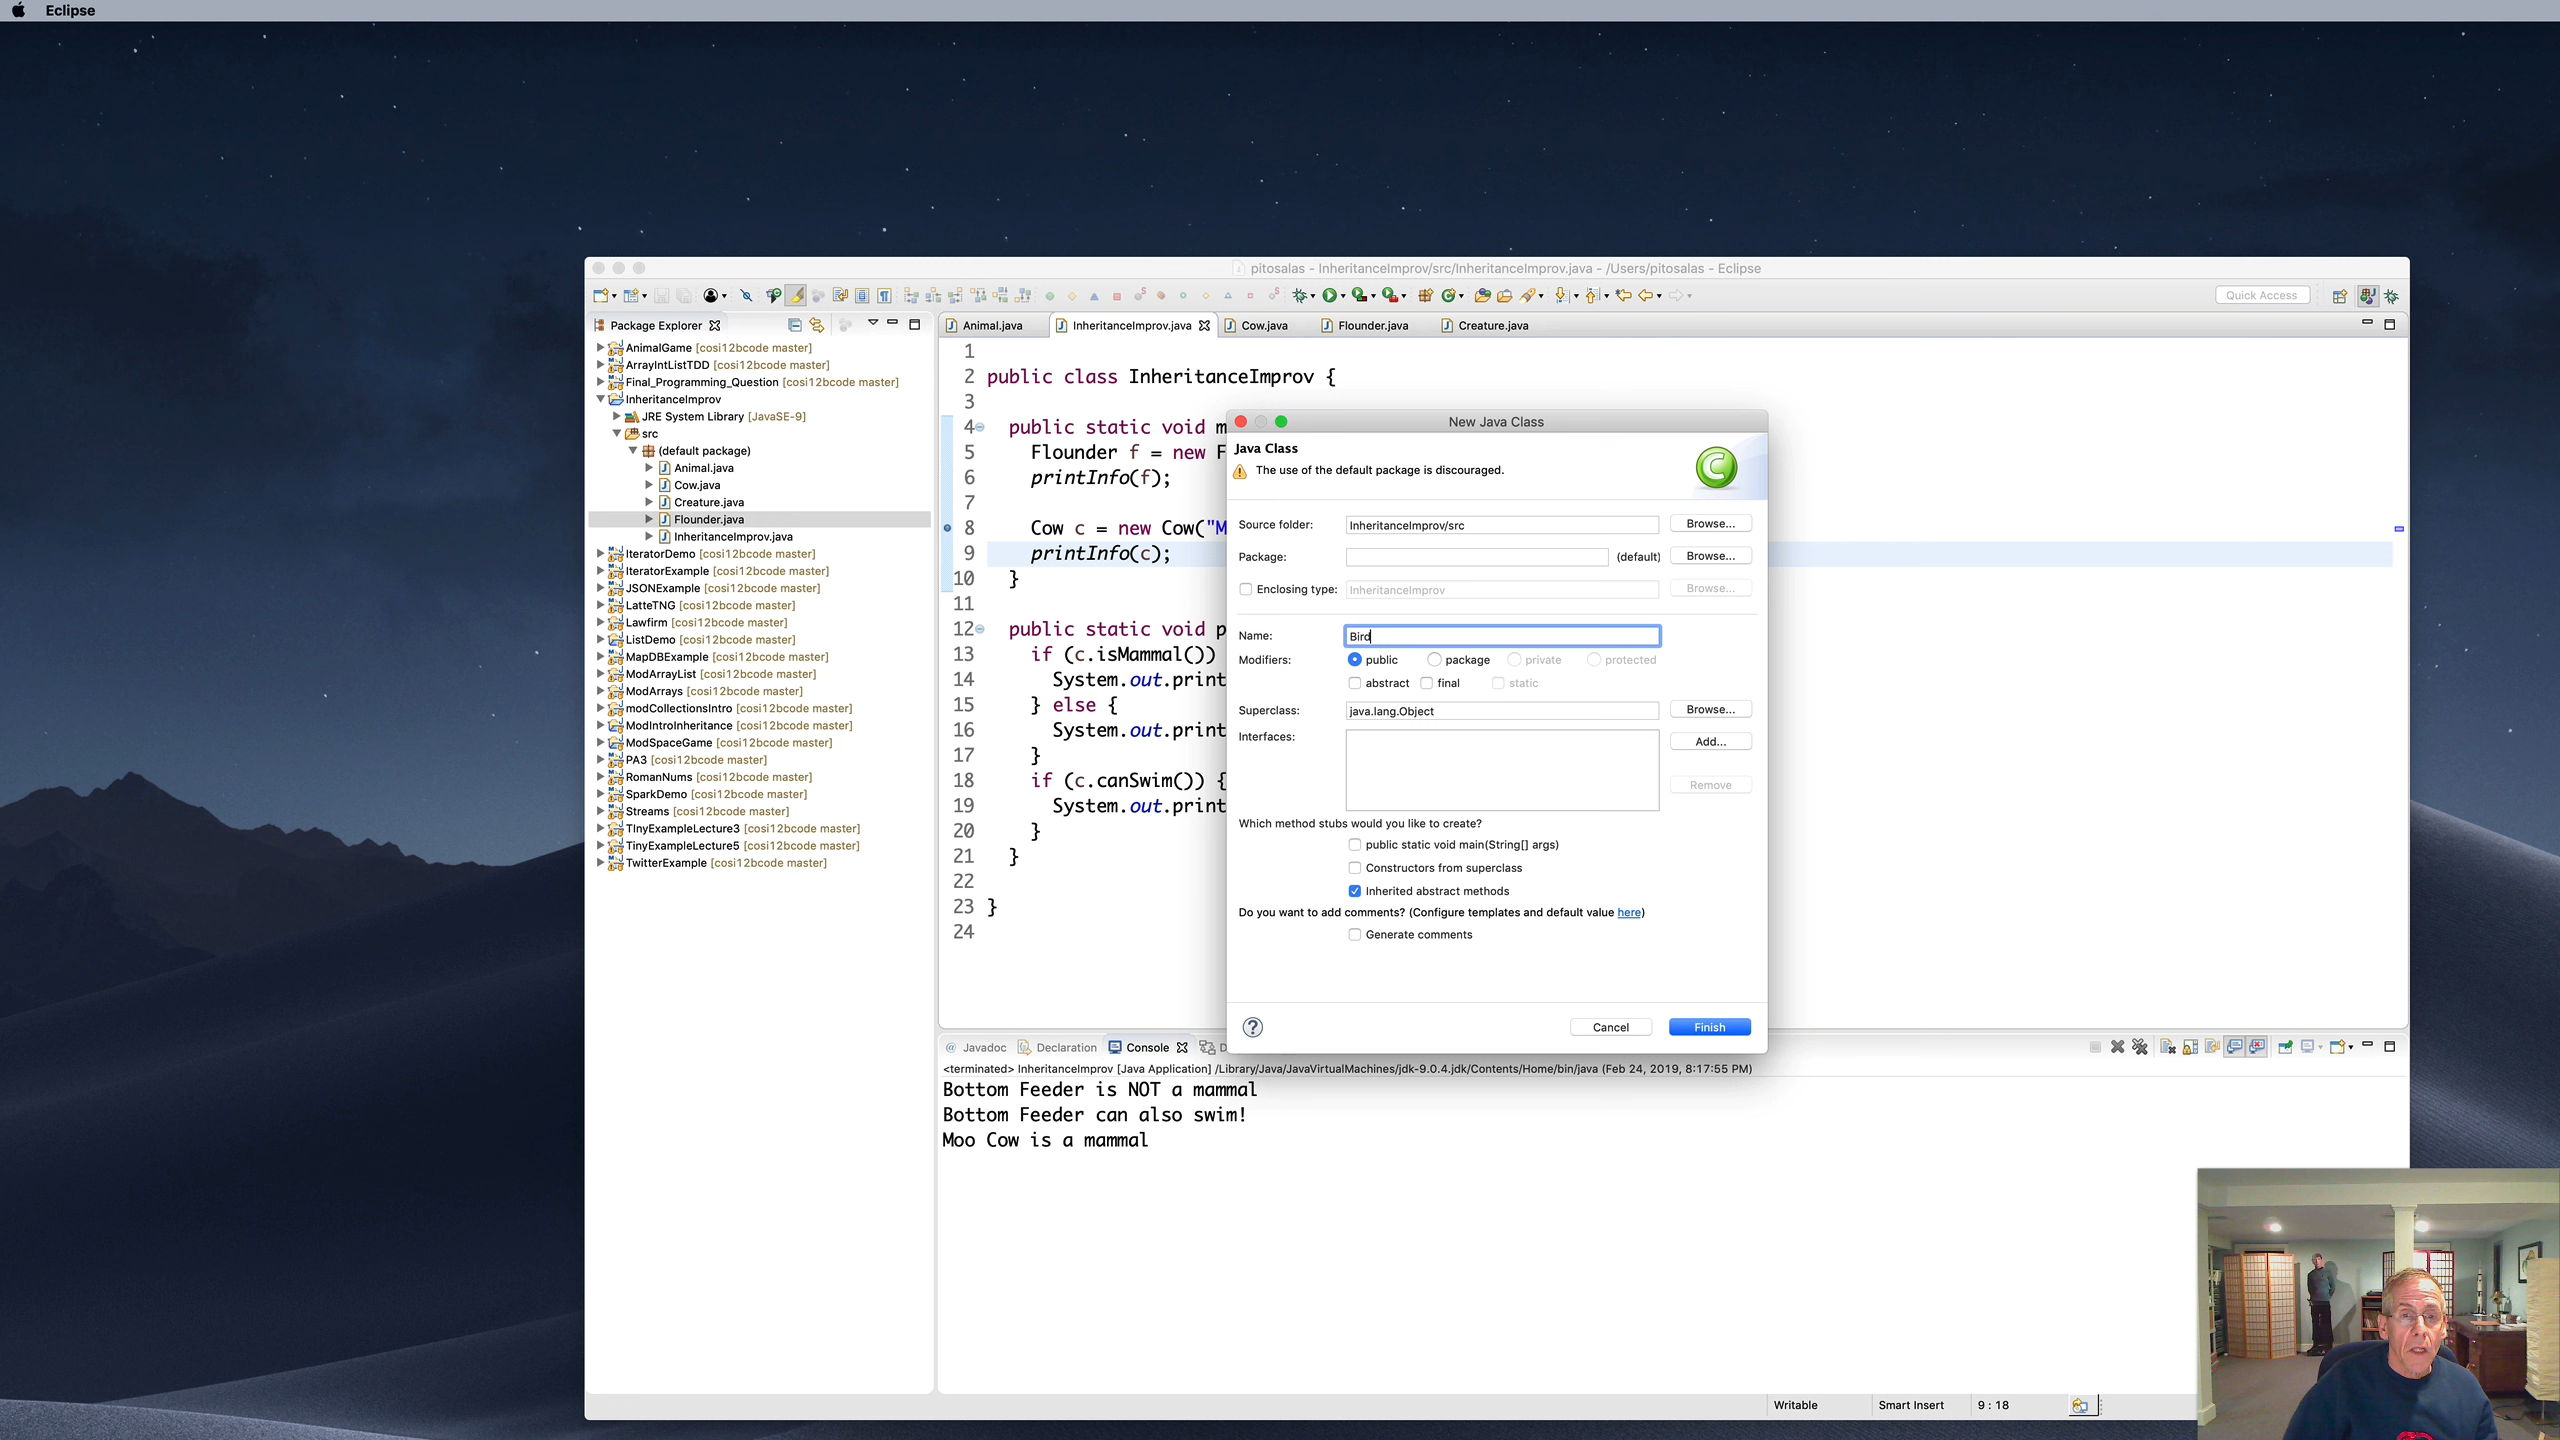 Eclipse
pitosalas - InheritanceImprov/src/InheritanceImprov.java - /Users/pitosalas - Eclipse
Quick Access
Package Explorer
AnimalGame [cosi12bcode master]
ArrayIntListTDD [cosi12bcode master]
Final_Programming_Question [cosi12bcode master]
InheritanceImprov
JRE System Library [JavaSE-9]
src
(default package)
Animal.java
Cow.java
Creature.java
Flounder.java
InheritanceImprov.java
IteratorDemo [cosi12bcode master]
IteratorExample [cosi12bcode master]
JSONExample [cosi12bcode master]
LatteTNG [cosi12bcode master]
Lawfirm [cosi12bcode master]
ListDemo [cosi12bcode master]
MapDBExample [cosi12bcode master]
ModArrayList [cosi12bcode master]
ModArrays [cosi12bcode master]
modCollectionsIntro [cosi12bcode master]
ModIntroInheritance [cosi12bcode master]
ModSpaceGame [cosi12bcode master]
PA3 [cosi12bcode master]
RomanNums [cosi12bcode master]
SparkDemo [cosi12bcode master]
Streams [cosi12bcode master]
TInyExampleLecture3 [cosi12bcode master]
TinyExampleLecture5 [cosi12bcode master]
TwitterExample [cosi12bcode master]
Animal.java InheritanceImprov.java Cow.java Flounder.java Creature.java
1
2 public class InheritanceImprov {
3
4 public static void m
5 Flounder f = new F
6 printInfo(f);
7
8 Cow c = new Cow("M
9 printInfo(c);
10 }
11
12 public static void p
13 if (c.isMammal())
14 System.out.print
15 } else {
16 System.out.print
17 }
18 if (c.canSwim()) {
19 System.out.print
20 }
21 }
22
23 }
24
New Java Class
Java Class
The use of the default package is discouraged.
Source folder: InheritanceImprov/src Browse...
Package: (default) Browse...
Enclosing type: InheritanceImprov Browse...
Name: Bird
Modifiers: public package private protected
abstract final static
Superclass: java.lang.Object Browse...
Interfaces: Add...
Remove
Which method stubs would you like to create?
public static void main(String[] args)
Constructors from superclass
Inherited abstract methods
Do you want to add comments? (Configure templates and default value here)
Generate comments
? Cancel Finish
@ Javadoc Declaration Console D
<terminated> InheritanceImprov [Java Application] /Library/Java/JavaVirtualMachines/jdk-9.0.4.jdk/Contents/Home/bin/java (Feb 24, 2019, 8:17:55 PM)
Bottom Feeder is NOT a mammal
Bottom Feeder can also swim!
Moo Cow is a mammal
Writable Smart Insert 9 : 18